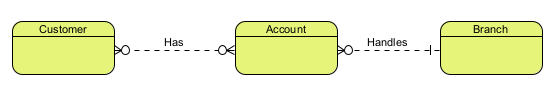 Customer
Has
Account
Handles
Branch